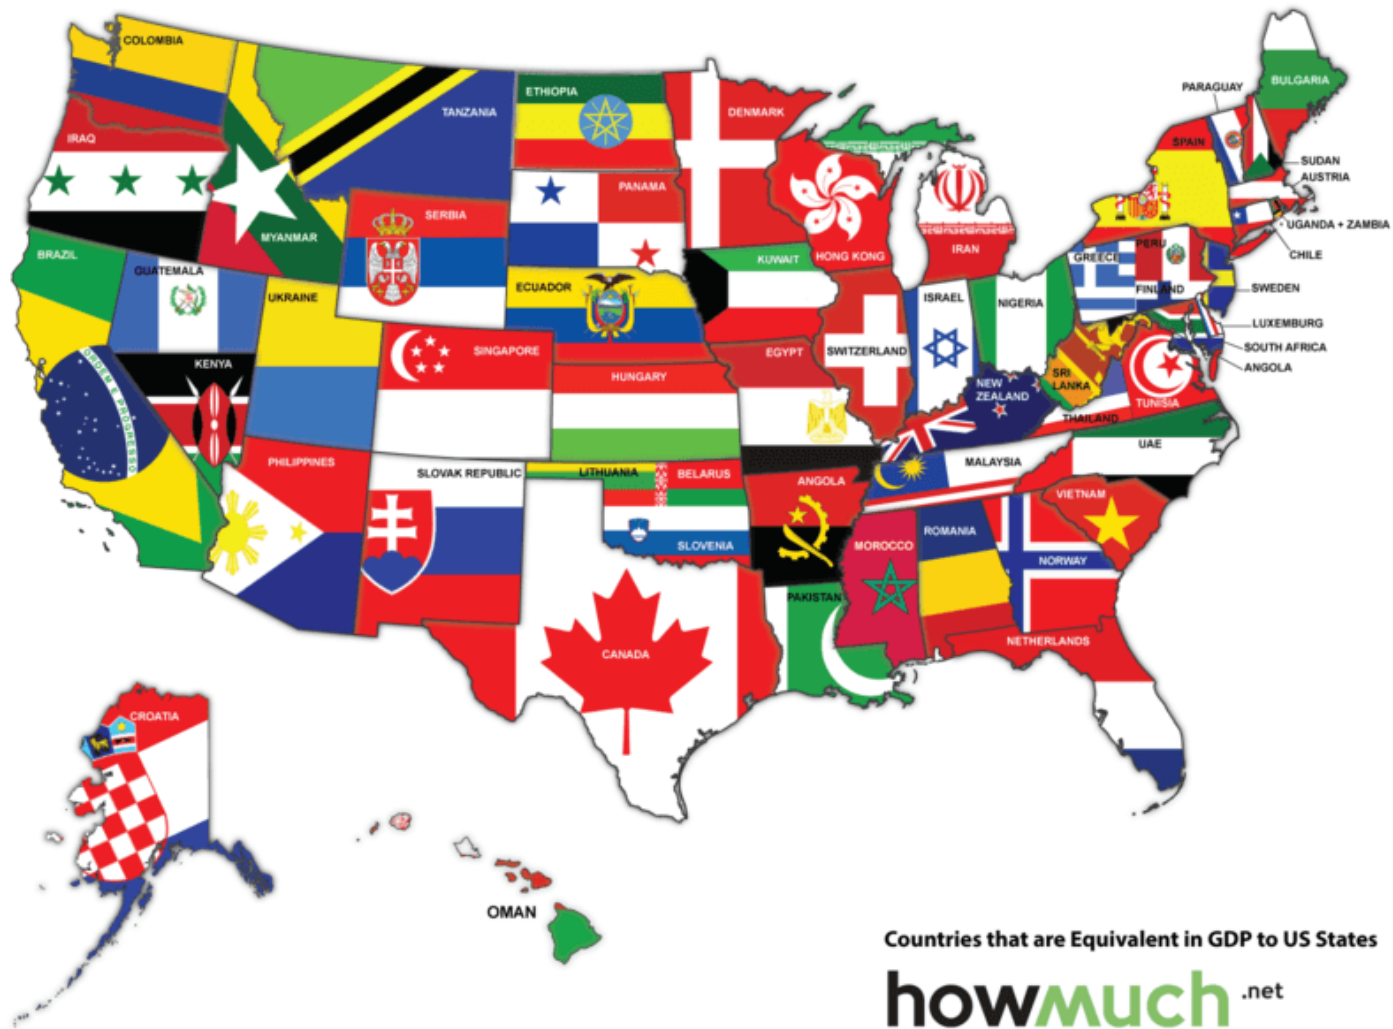 COLOMBIA
IRAQ
TANZANIA
ETHIOPIA
DENMARK
PARAGUAY
BULGARIA
SPAIN
SUDAN
AUSTRIA
UGANDA + ZAMBIA
CHILE
MYANMAR
SERBIA
PANAMA
HONG KONG
IRAN
BRAZIL
GUATEMALA
UKRAINE
ECUADOR
KUWAIT
GREECE
PERU
FINLAND
SWEDEN
LUXEMBURG
SOUTH AFRICA
ANGOLA
KENYA
ORDEM E PROGRESSO
SINGAPORE
HUNGARY
EGYPT
SWITZERLAND
ISRAEL
NIGERIA
SRI
LANKA
TUNISIA
NEW
ZEALAND
THAILAND
UAE
PHILIPPINES
SLOVAK REPUBLIC
LITHUANIA
BELARUS
SLOVENIA
ANGOLA
MALAYSIA
VIETNAM
MOROCCO
ROMANIA
NORWAY
PAKISTAN
NETHERLANDS
CANADA
CROATIA
OMAN
Countries that are Equivalent in GDP to US States
howmuch.net